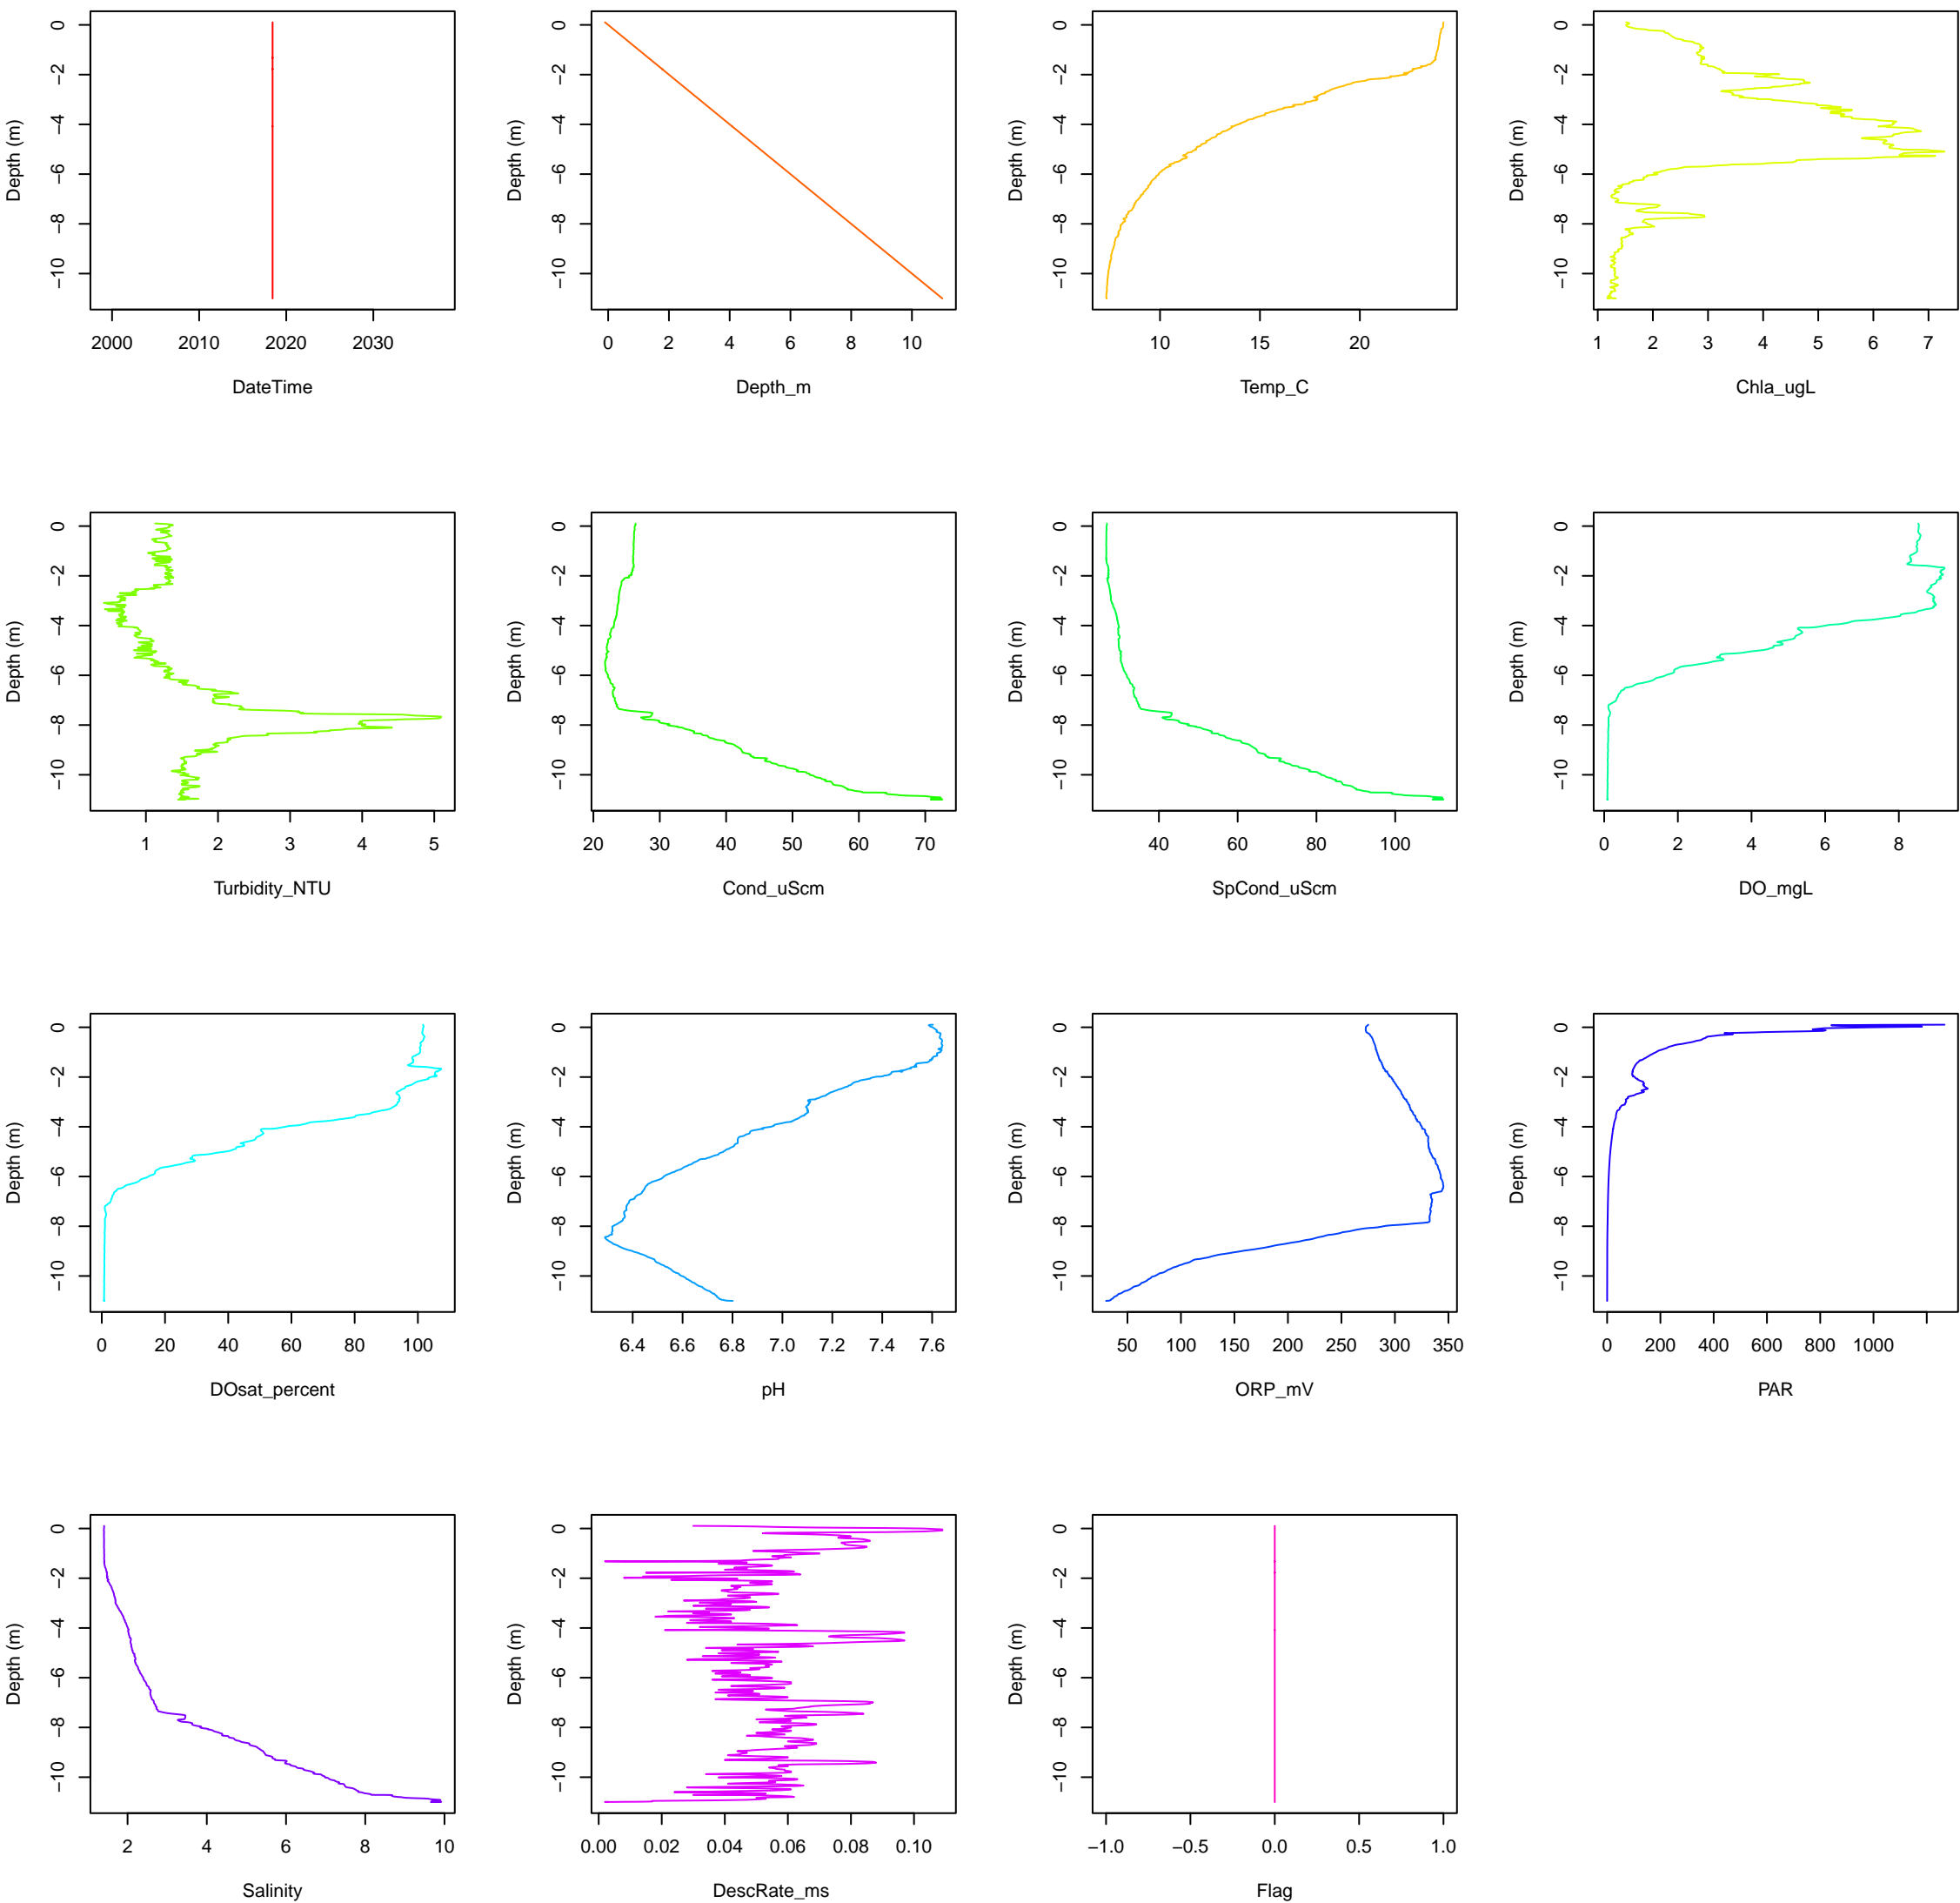 0
−2
−4
−6
−8
−10
Depth (m)
2000 2010 2020 2030
DateTime
0
−2
−4
−6
−8
−10
Depth (m)
0 2 4 6 8 10
Depth_m
0
−2
−4
−6
−8
−10
Depth (m)
10 15 20
Temp_C
0
−2
−4
−6
−8
−10
Depth (m)
1 2 3 4 5 6 7
Chla_ugL
0
−2
−4
−6
−8
−10
Depth (m)
1 2 3 4 5
Turbidity_NTU
0
−2
−4
−6
−8
−10
Depth (m)
20 30 40 50 60 70
Cond_uScm
0
−2
−4
−6
−8
−10
Depth (m)
40 60 80 100
SpCond_uScm
0
−2
−4
−6
−8
−10
Depth (m)
0 2 4 6 8
DO_mgL
0
−2
−4
−6
−8
−10
Depth (m)
0 20 40 60 80 100
DOsat_percent
0
−2
−4
−6
−8
−10
Depth (m)
6.4 6.6 6.8 7.0 7.2 7.4 7.6
pH
0
−2
−4
−6
−8
−10
Depth (m)
50 100 150 200 250 300 350
ORP_mV
0
−2
−4
−6
−8
−10
Depth (m)
0 200 400 600 800 1000
PAR
0
−2
−4
−6
−8
−10
Depth (m)
2 4 6 8 10
Salinity
0
−2
−4
−6
−8
−10
Depth (m)
0.00 0.02 0.04 0.06 0.08 0.10
DescRate_ms
0
−2
−4
−6
−8
−10
Depth (m)
−1.0 −0.5 0.0 0.5 1.0
Flag